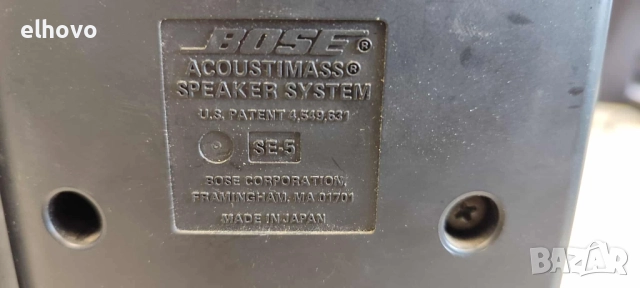 elhovo
BOSE®
ACOUSTIMASS®
SPEAKER SYSTEM
U.S. PATENT 4,549,631
SE-5
BOSE CORPORATION,
FRAMINGHAM, MA 01701
MADE IN JAPAN
BAZAR